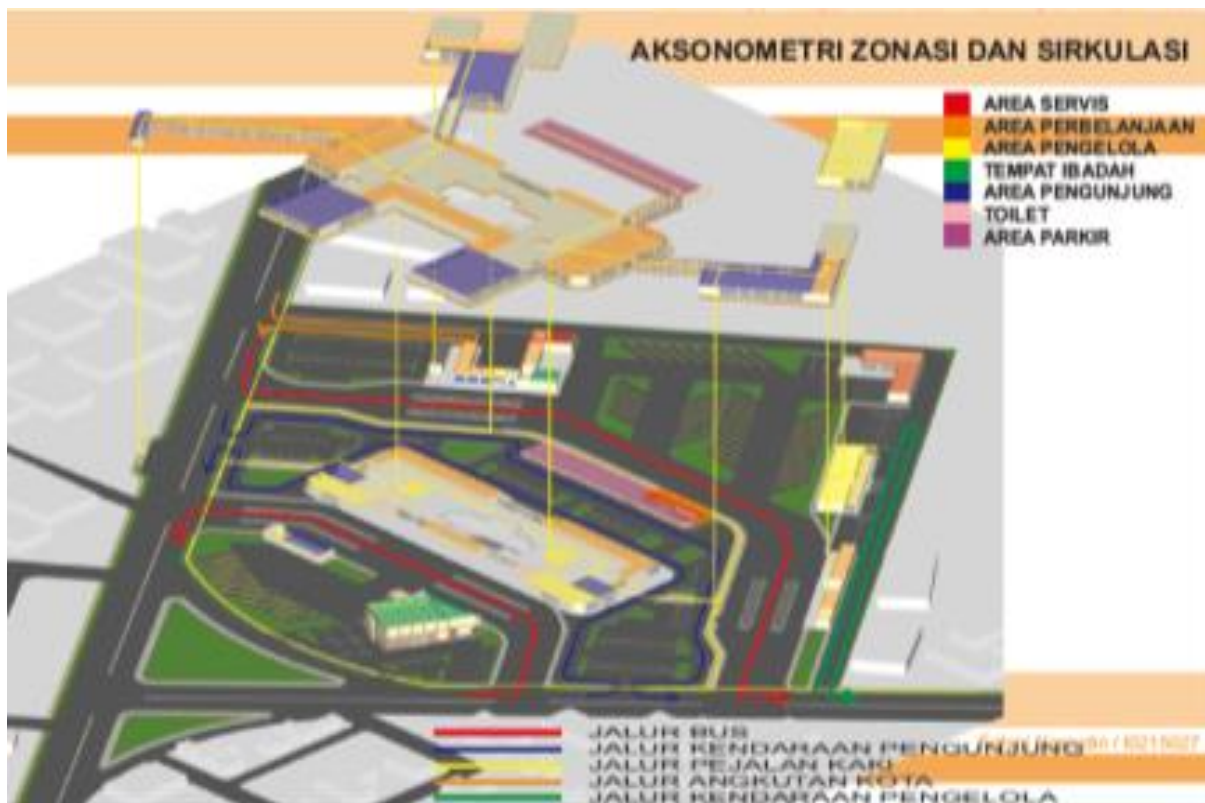 AKSONOMETRI ZONASI DAN SIRKULASI
AREA SERVIS
AREA PERBELANJAAN
AREA PENGELOLA
TEMPAT IBADAH
AREA PENGUNJUNG
TOILET
AREA PARKIR
JALUR BUS
JALUR KENDARAAN PENGUNJUNG
JALUR PEJALAN KAKI
JALUR ANGKUTAN KOTA
JALUR KENDARAAN PENGELOLA